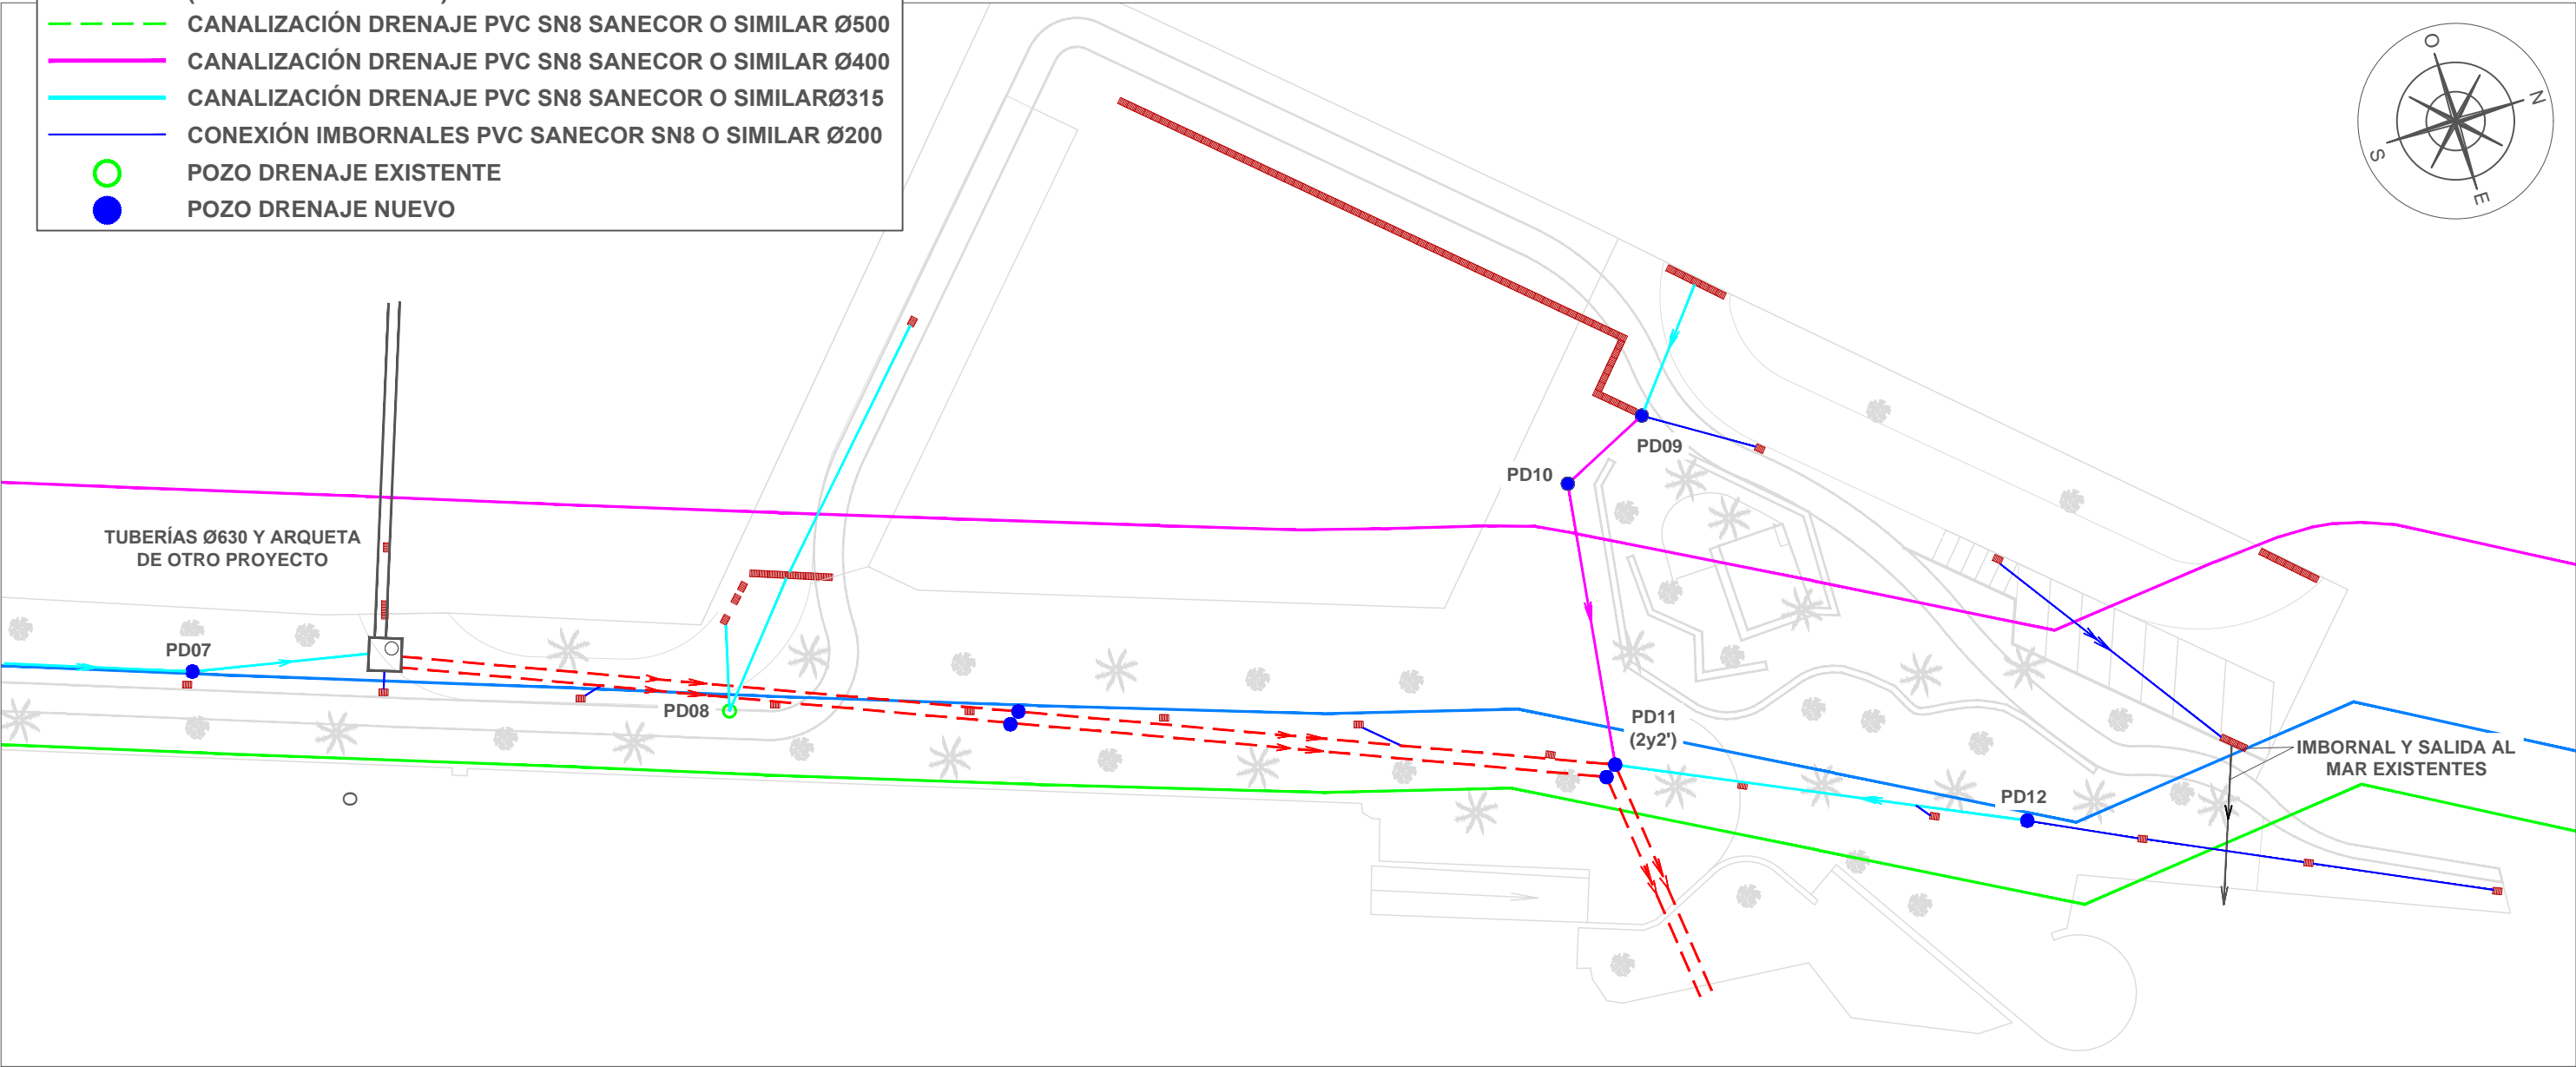 CANALIZACIÓN DRENAJE PVC SN8 SANECOR O SIMILAR Ø500
CANALIZACIÓN DRENAJE PVC SN8 SANECOR O SIMILAR Ø400
CANALIZACIÓN DRENAJE PVC SN8 SANECOR O SIMILARØ315
CONEXIÓN IMBORNALES PVC SANECOR SN8 O SIMILAR Ø200
POZO DRENAJE EXISTENTE
POZO DRENAJE NUEVO
O
N
S
E
PD09
PD10
TUBERÍAS Ø630 Y ARQUETA
DE OTRO PROYECTO
PD07
PD08
PD11
(2y2')
IMBORNAL Y SALIDA AL
MAR EXISTENTES
PD12
O